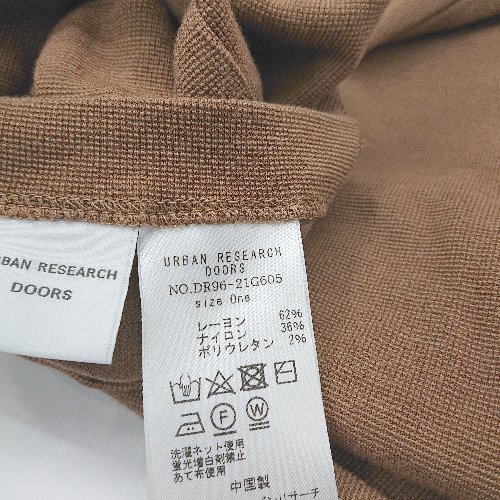 BAN RESEARCH
DOORS
URBAN RESEARCH
DOORS
NO.DR96-21G605
size One
レーヨン 62%
ナイロン 36%
ポリウレタン 2%
F W
洗濯ネット使用
蛍光増白剤禁止
あて布使用
中国製